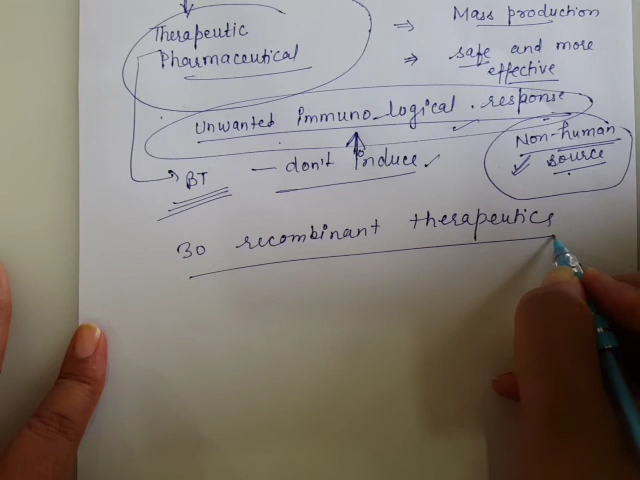 Therapeutic
Pharmaceutical
⇒ Mass production
⇒ safe and more
effective
Unwanted immuno-logical response
Non-human
source
BT — don't induce
30 recombinant therapeutics